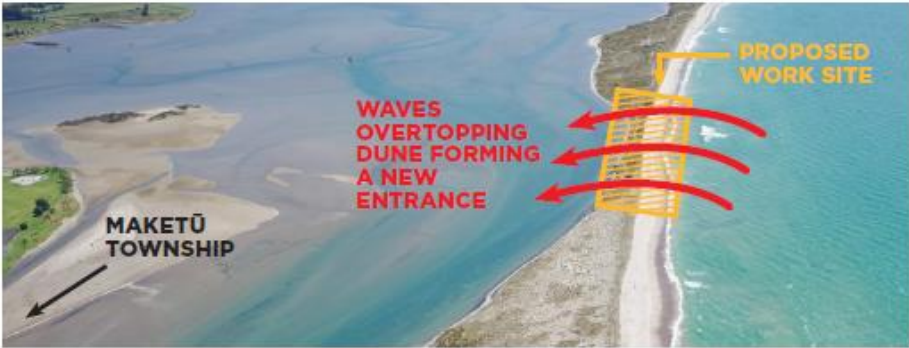 PROPOSED
WORK SITE
WAVES
OVERTOPPING
DUNE FORMING
A NEW
ENTRANCE
MAKETŪ
TOWNSHIP